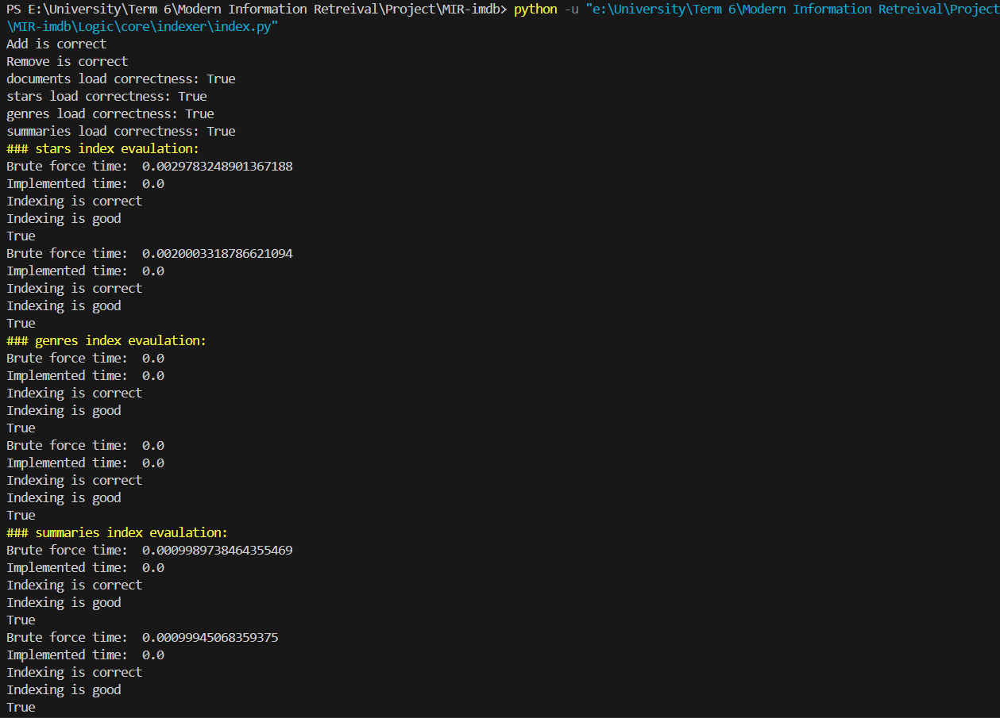 PS E:\University\Term 6\Modern Information Retreival\Project\MIR-imdb> python -u "e:\University\Term 6\Modern Information Retreival\Project
\MIR-imdb\Logic\core\indexer\index.py"
Add is correct
Remove is correct
documents load correctness: True
stars load correctness: True
genres load correctness: True
summaries load correctness: True
### stars index evaulation:
Brute force time:  0.0029783248901367188
Implemented time:  0.0
Indexing is correct
Indexing is good
True
Brute force time:  0.0020003318786621094
Implemented time:  0.0
Indexing is correct
Indexing is good
True
### genres index evaulation:
Brute force time:  0.0
Implemented time:  0.0
Indexing is correct
Indexing is good
True
Brute force time:  0.0
Implemented time:  0.0
Indexing is correct
Indexing is good
True
### summaries index evaulation:
Brute force time:  0.0009989738464355469
Implemented time:  0.0
Indexing is correct
Indexing is good
True
Brute force time:  0.00099945068359375
Implemented time:  0.0
Indexing is correct
Indexing is good
True